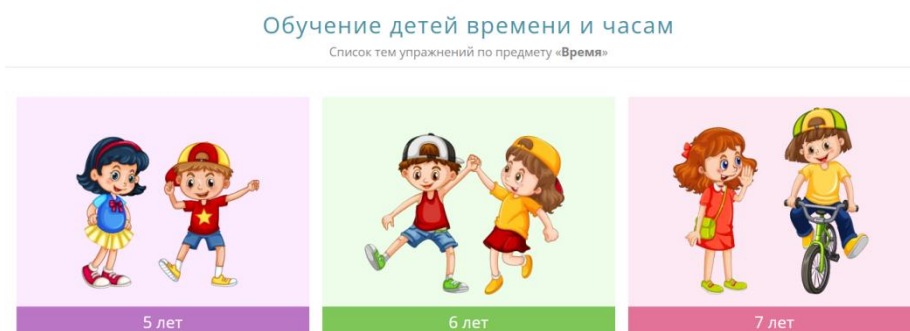 Обучение детей времени и часам
Список тем упражнений по предмету «Время»
5 лет
6 лет
7 лет